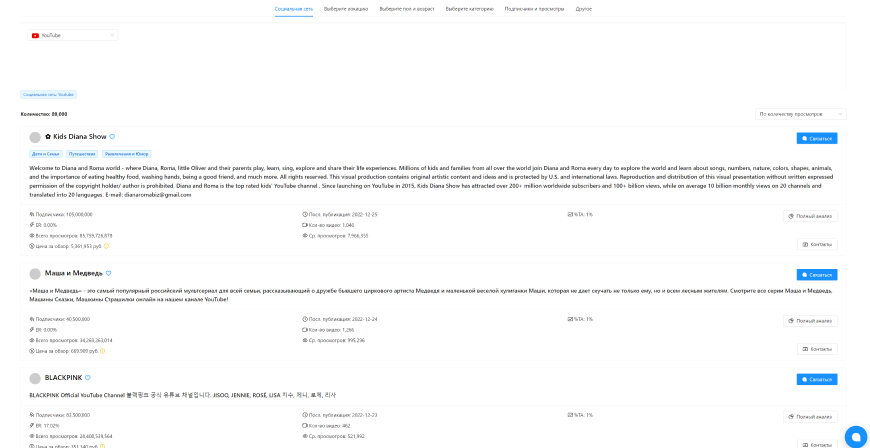 Социальная сеть Выберите локацию Выберите пол и возраст Выберите категорию Подписчики и просмотры Другое
YouTube
Социальная сеть: Youtube
Количество: 88,000
По количеству просмотров
✿ Kids Diana Show
Связаться
Дети и Семья Путешествия Развлечения и Юмор
Welcome to Diana and Roma world - where Diana, Roma, little Oliver and their parents play, learn, sing, explore and share their life experiences. Millions of kids and families from all over the world join Diana and Roma every day to explore the world and learn about songs, numbers, nature, colors, shapes, animals,
and the importance of eating healthy food, washing hands, being a good friend, and much more. All rights reserved. This visual production contains original artistic content and ideas and is protected by U.S. and international laws. Reproduction and distribution of this visual presentation without written expressed
permission of the copyright holder/ author is prohibited. Diana and Roma is the top rated kids' YouTube channel . Since launching on YouTube in 2015, Kids Diana Show has attracted over 200+ million worldwide subscribers and 100+ billion views, while on average 10 billion monthly views on 20 channels and
translated into 20 languages. E-mail: dianaromabiz@gmail.com
Подписчики: 105,000,000 Посл. публикация: 2022-12-25 %ТА: 1%
Полный анализ
ER: 0.00% Кол-во видео: 1,046
Всего просмотров: 85,759,726,878 Ср. просмотров: 7,966,355
Контакты
Цена за обзор: 5,361,953 руб.
Маша и Медведь
Связаться
«Маша и Медведь» - это самый популярный российский мультсериал для всей семьи, рассказывающий о дружбе бывшего циркового артиста Медведя и маленькой веселой хулиганки Маши, которая не дает скучать не только ему, но и всем лесным жителям. Смотрите все серии Маша и Медведь,
Машины Сказки, Машкины Страшилки онлайн на нашем канале YouTube!
Подписчики: 40,500,000 Посл. публикация: 2022-12-24 %ТА: 1%
Полный анализ
ER: 0.00% Кол-во видео: 1,266
Всего просмотров: 34,263,363,014 Ср. просмотров: 995,296
Контакты
Цена за обзор: 669,909 руб.
BLACKPINK
Связаться
BLACKPINK Official YouTube Channel 블랙핑크 공식 유튜브 채널입니다. JISOO, JENNIE, ROSÉ, LISA 지수, 제니, 로제, 리사
Подписчики: 83,500,000 Посл. публикация: 2022-12-23 %ТА: 1%
Полный анализ
ER: 17.02% Кол-во видео: 462
Всего просмотров: 28,480,539,564 Ср. просмотров: 521,992
Контакты
Цена за обзор: 351,340 руб.